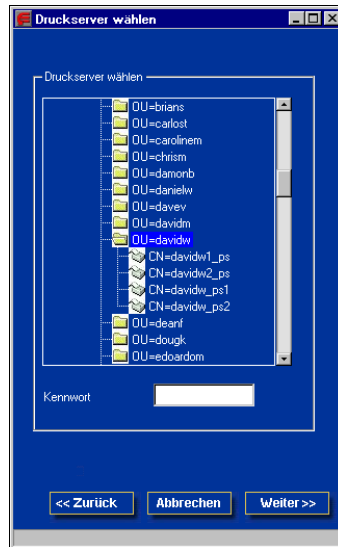 Druckserver wählen
Druckserver wählen
OU=brians
OU=carlost
OU=carolinem
OU=chrism
OU=damonb
OU=danielw
OU=davev
OU=davidm
OU=davidw
CN=davidw1_ps
CN=davidw2_ps
CN=davidw_ps1
CN=davidw_ps2
OU=deanf
OU=dougk
OU=edoardom
Kennwort
<< Zurück Abbrechen Weiter >>